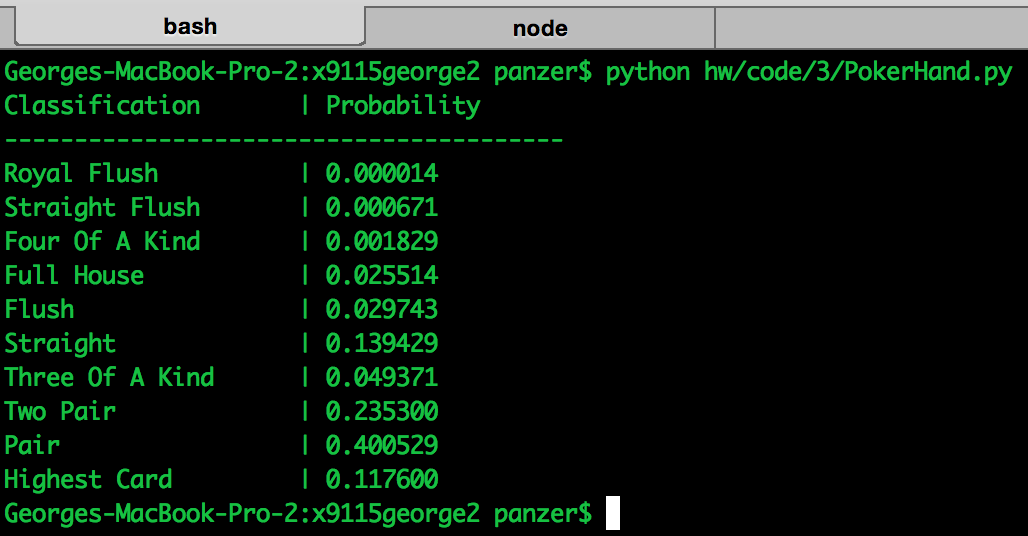 bash node
Georges-MacBook-Pro-2:x9115george2 panzer$ python hw/code/3/PokerHand.py
Classification | Probability
----------------------------------------
Royal Flush | 0.000014
Straight Flush | 0.000671
Four Of A Kind | 0.001829
Full House | 0.025514
Flush | 0.029743
Straight | 0.139429
Three Of A Kind | 0.049371
Two Pair | 0.235300
Pair | 0.400529
Highest Card | 0.117600
Georges-MacBook-Pro-2:x9115george2 panzer$